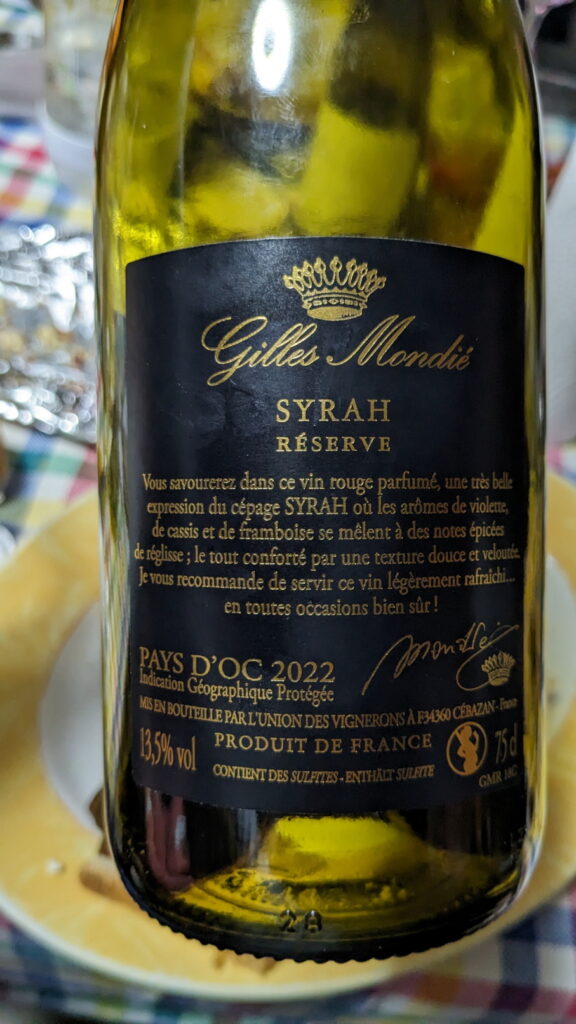 Gilles Mondié
SYRAH
RÉSERVE
Vous savourerez dans ce vin rouge parfumé, une très belle
expression du cépage SYRAH où les arômes de violette,
de cassis et de framboise se mêlent à des notes épicées
de réglisse ; le tout conforté par une texture douce et veloutée.
Je vous recommande de servir ce vin légèrement rafraîchi...
en toutes occasions bien sûr !
PAYS D'OC 2022
Indication Géographique Protégée
MIS EN BOUTEILLE PAR L'UNION DES VIGNERONS À F34360 CÉBAZAN - France
13,5% vol
PRODUIT DE FRANCE
75 cl
CONTIENT DES SULFITES - ENTHÄLT SULFITE